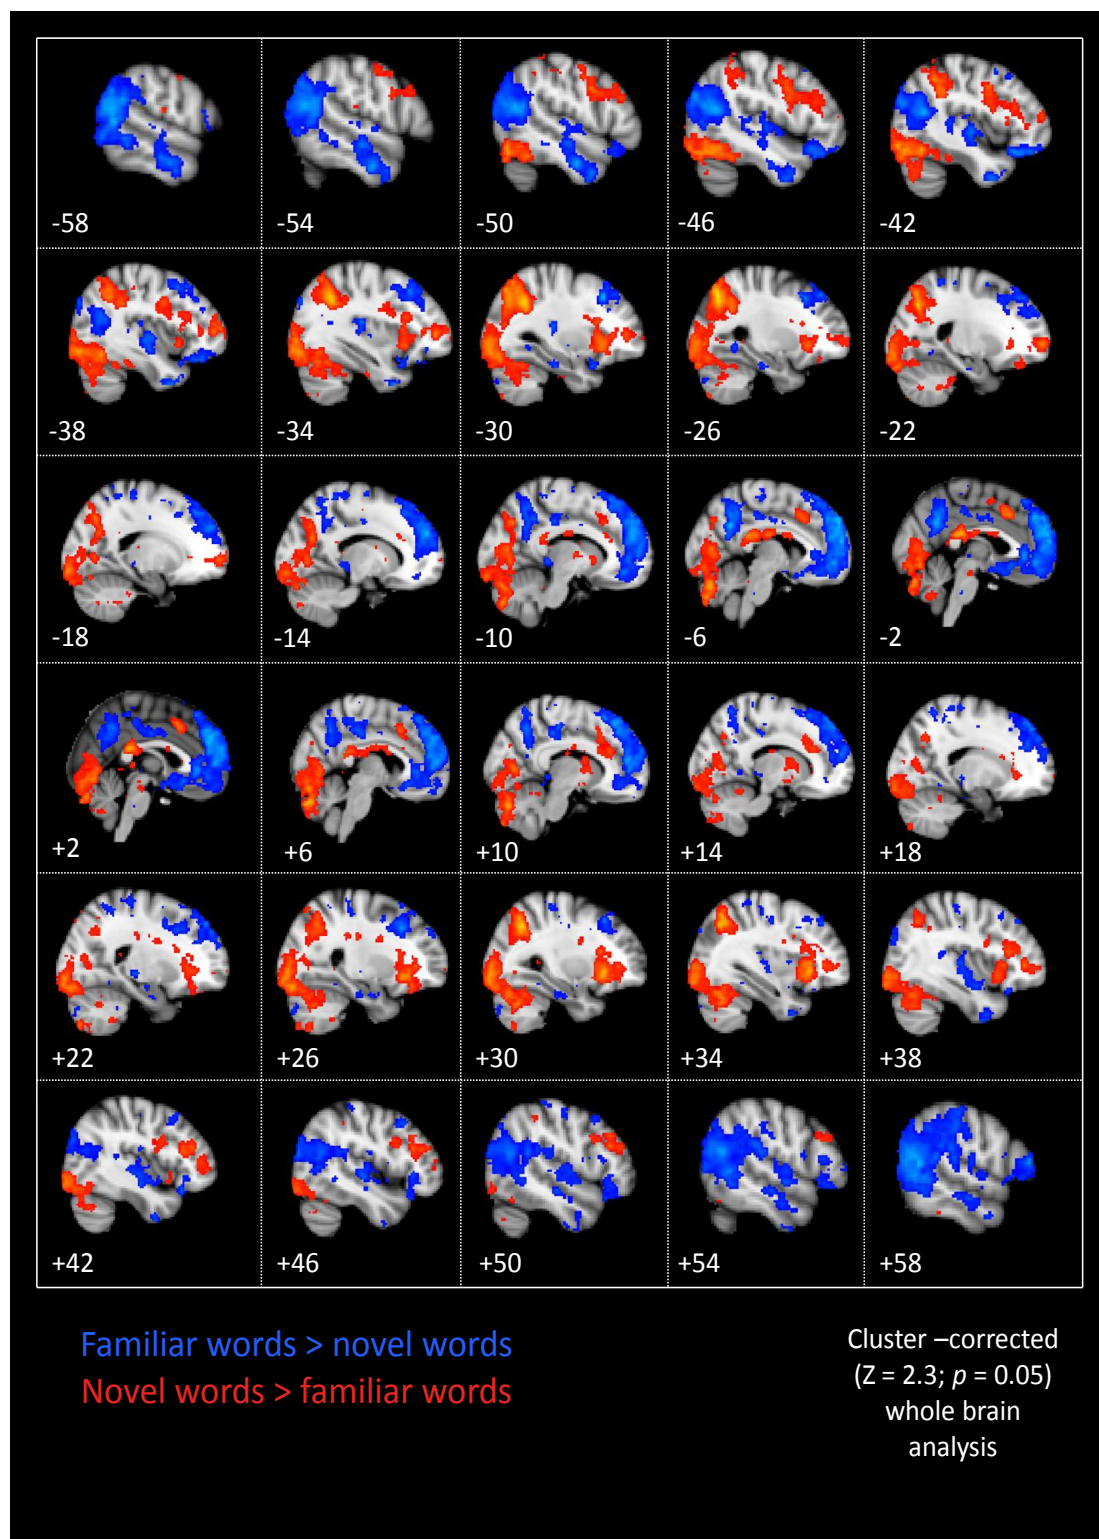 -58 -54 -50 -46 -42
-38 -34 -30 -26 -22
-18 -14 -10 -6 -2
+2 +6 +10 +14 +18
+22 +26 +30 +34 +38
+42 +46 +50 +54 +58
Familiar words > novel words
Novel words > familiar words
Cluster –corrected
(Z = 2.3; p = 0.05)
whole brain
analysis